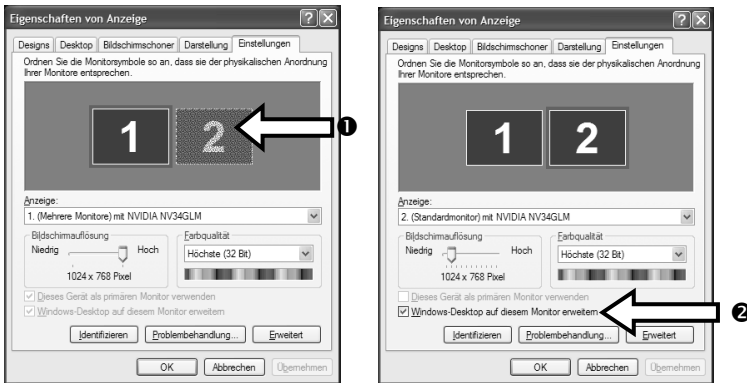 Eigenschaften von Anzeige
Designs Desktop Bildschirmschoner Darstellung Einstellungen
Ordnen Sie die Monitorsymbole so an, dass sie der physikalischen Anordnung
Ihrer Monitore entsprechen.
1 2
❶
Anzeige:
1. (Mehrere Monitore) mit NVIDIA NV34GLM
Bildschirmauflösung
Niedrig Hoch
1024 x 768 Pixel
Farbqualität
Höchste (32 Bit)
Dieses Gerät als primären Monitor verwenden
Windows-Desktop auf diesem Monitor erweitern
Identifizieren Problembehandlung... Erweitert
OK Abbrechen Übernehmen
Eigenschaften von Anzeige
Designs Desktop Bildschirmschoner Darstellung Einstellungen
Ordnen Sie die Monitorsymbole so an, dass sie der physikalischen Anordnung
Ihrer Monitore entsprechen.
1 2
Anzeige:
2. (Standardmonitor) mit NVIDIA NV34GLM
Bildschirmauflösung
Niedrig Hoch
1024 x 768 Pixel
Farbqualität
Höchste (32 Bit)
Dieses Gerät als primären Monitor verwenden
Windows-Desktop auf diesem Monitor erweitern
❷
Identifizieren Problembehandlung... Erweitert
OK Abbrechen Übernehmen